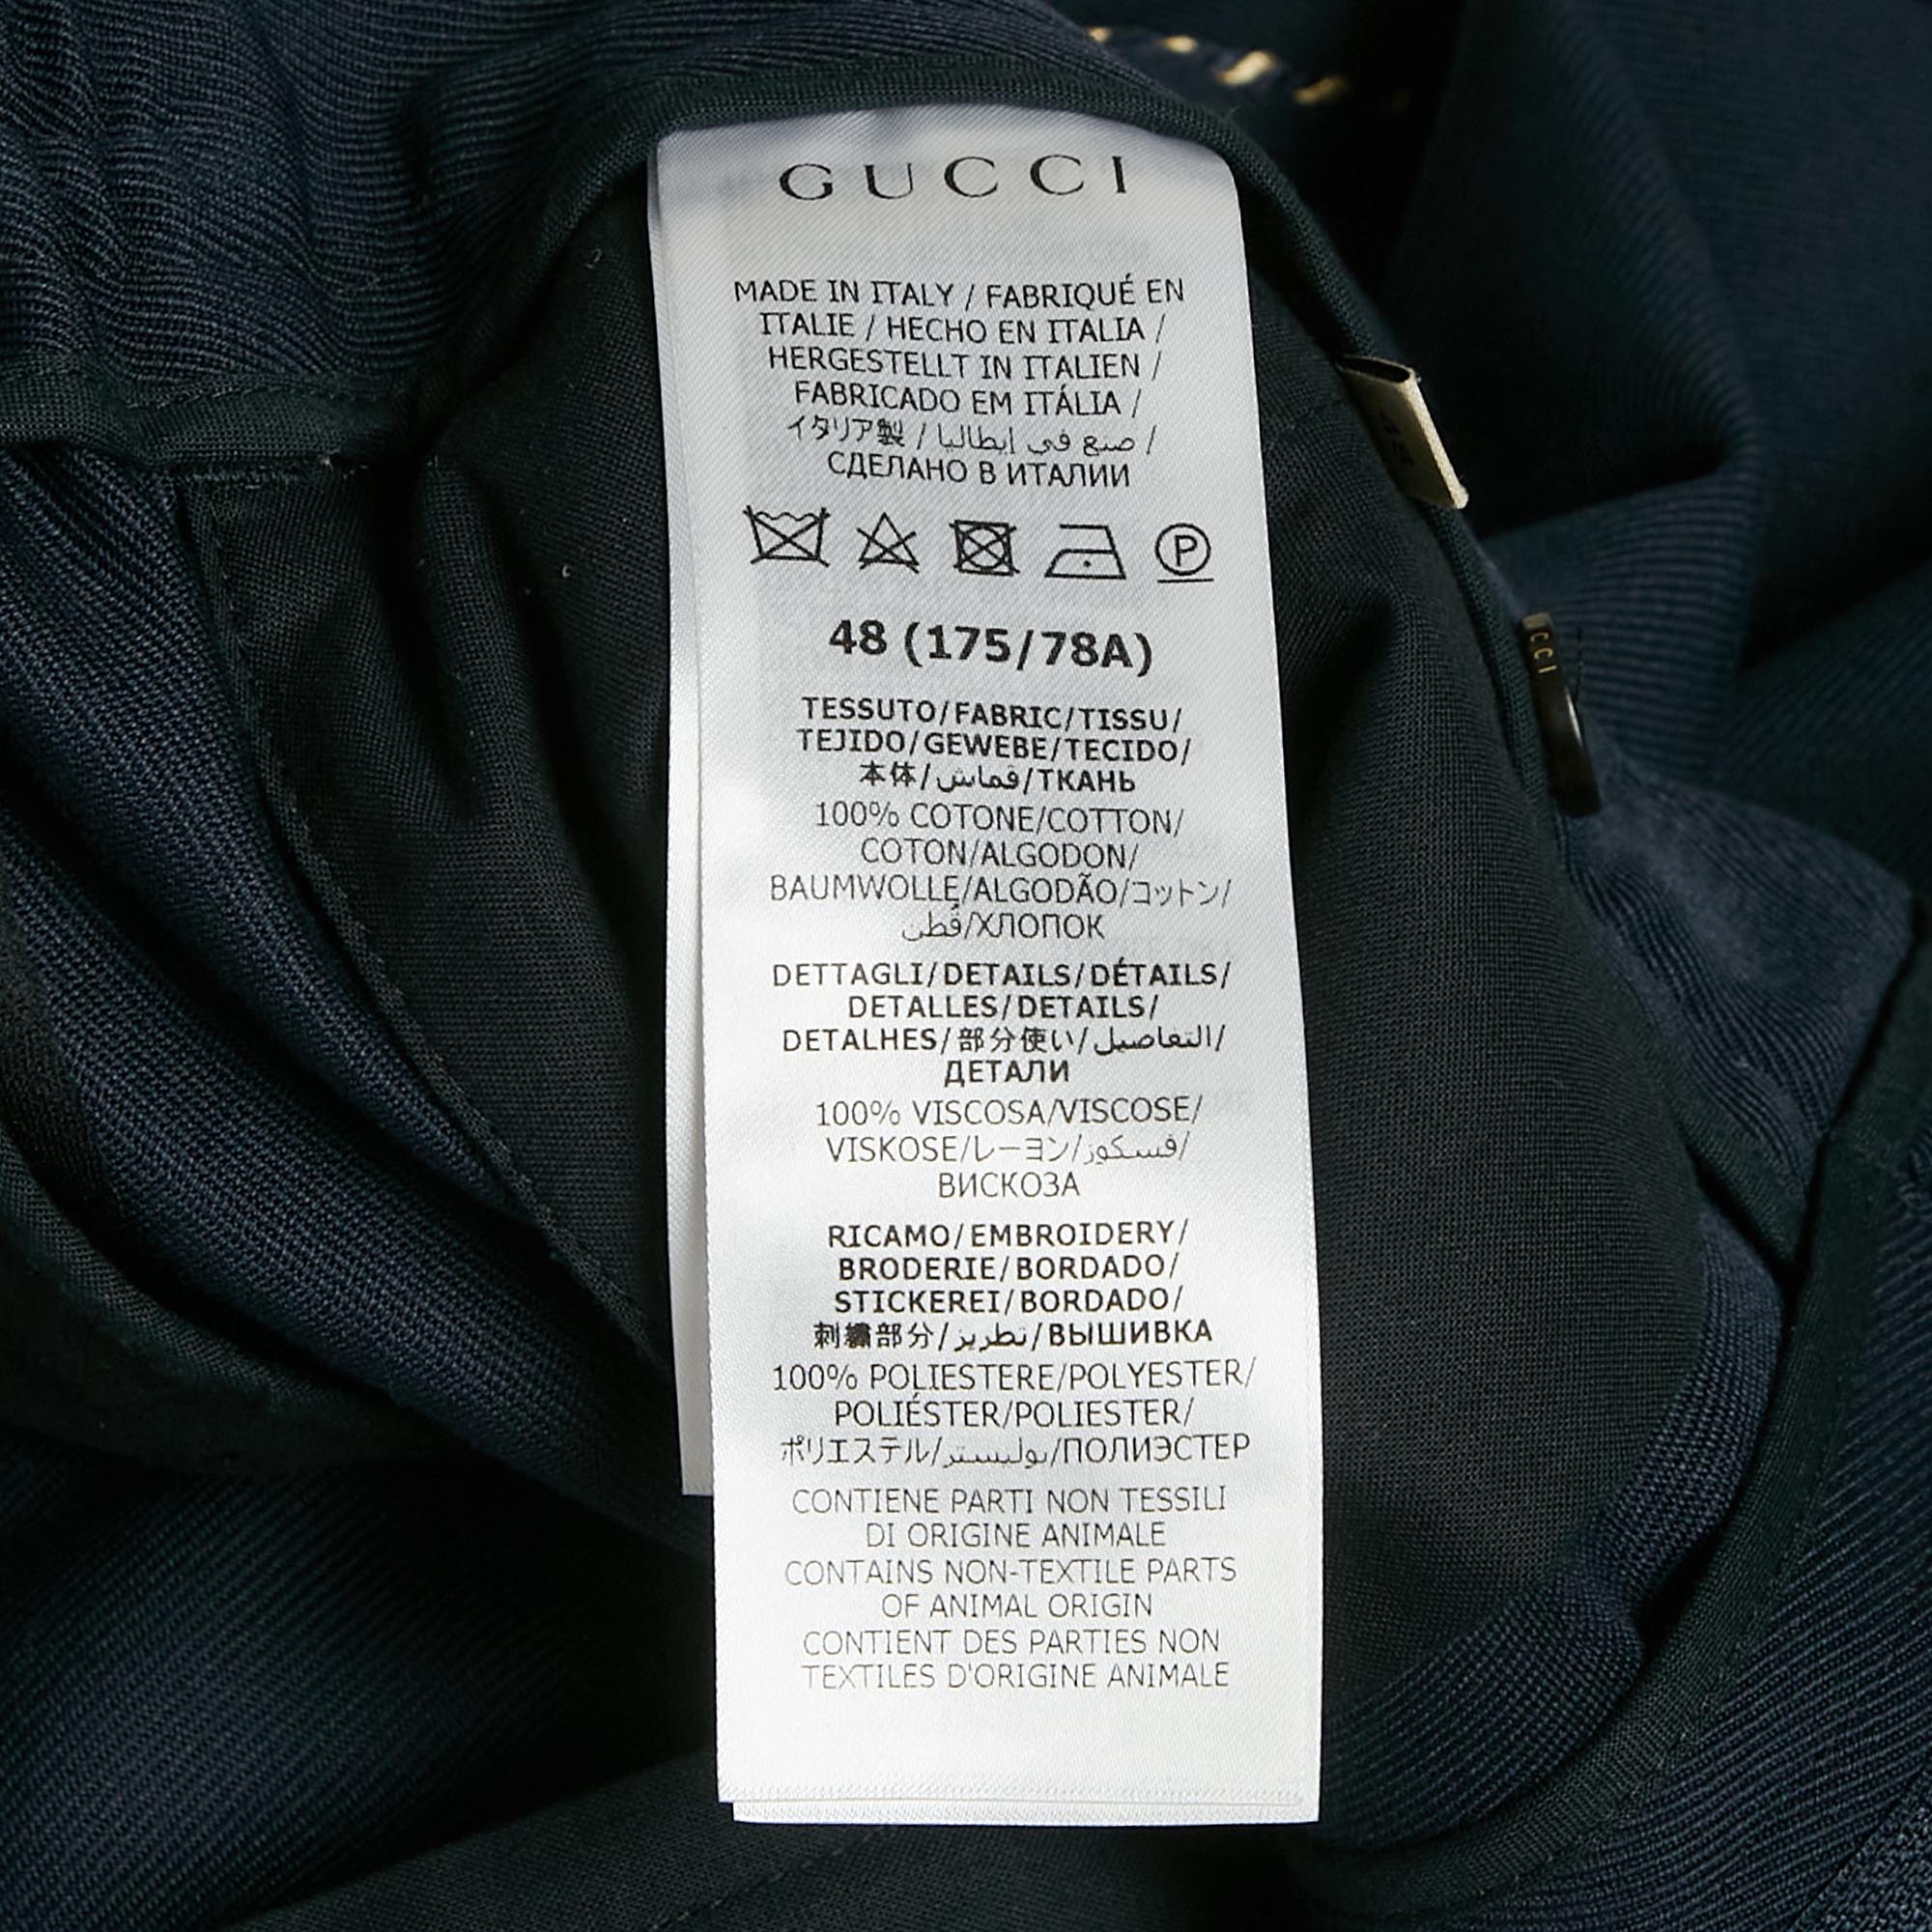 GUCCI
MADE IN ITALY / FABRIQUÉ EN
ITALIE / HECHO EN ITALIA /
HERGESTELLT IN ITALIEN /
FABRICADO EM ITÁLIA /
イタリア製 / صنع في إيطاليا /
СДЕЛАНО В ИТАЛИИ
P
48 (175/78A)
TESSUTO/FABRIC/TISSU/
TEJIDO/GEWEBE/TECIDO/
本体/قماش/ТКАНЬ
100% COTONE/COTTON/
COTON/ALGODON/
BAUMWOLLE/ALGODÃO/コットン/
قُطن/ХЛОПОК
DETTAGLI/DETAILS/DÉTAILS/
DETALLES/DETAILS/
DETALHES/部分使い/التفاصيل/
ДЕТАЛИ
100% VISCOSA/VISCOSE/
VISKOSE/レーヨン/فسكوز/
ВИСКОЗА
RICAMO/EMBROIDERY/
BRODERIE/BORDADO/
STICKEREI/BORDADO/
刺繍部分/تطريز/ВЫШИВКА
100% POLIESTERE/POLYESTER/
POLIÉSTER/POLIESTER/
ポリエステル/بوليستر/ПОЛИЭСТЕР
CONTIENE PARTI NON TESSILI
DI ORIGINE ANIMALE
CONTAINS NON-TEXTILE PARTS
OF ANIMAL ORIGIN
CONTIENT DES PARTIES NON
TEXTILES D'ORIGINE ANIMALE
48
CCI